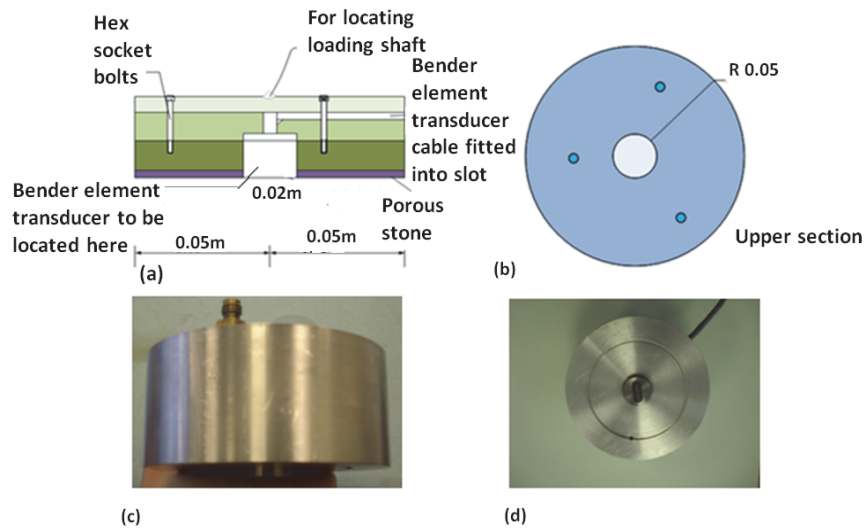 Hex
socket
bolts
For locating
loading shaft
Bender
element
transducer
cable fitted
into slot
Bender element
transducer to be
located here
0.02m
Porous
stone
0.05m
0.05m
(a)
R 0.05
Upper section
(b)
(c)
(d)